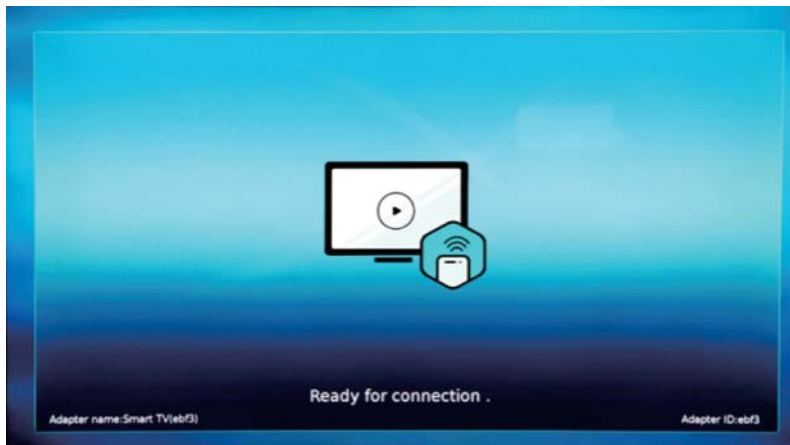 Ready for connection .
Adapter name:Smart TV(ebf3)
Adapter ID:ebf3